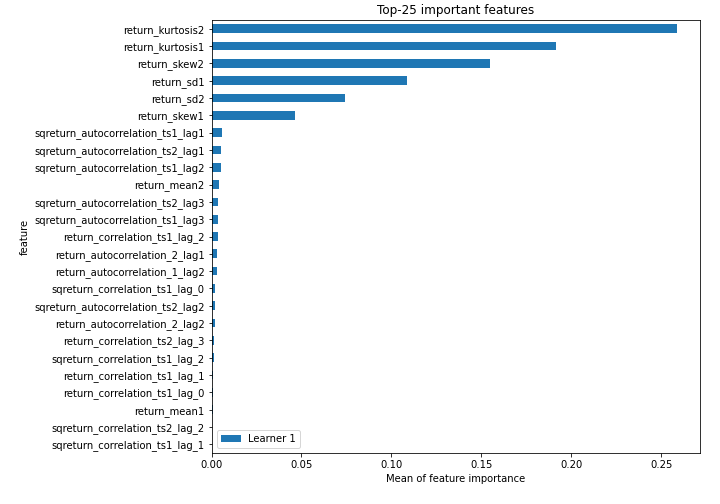 Top-25 important features
return_kurtosis2
return_kurtosis1
return_skew2
return_sd1
return_sd2
return_skew1
sqreturn_autocorrelation_ts1_lag1
sqreturn_autocorrelation_ts2_lag1
sqreturn_autocorrelation_ts1_lag2
return_mean2
sqreturn_autocorrelation_ts2_lag3
sqreturn_autocorrelation_ts1_lag3
return_correlation_ts1_lag_2
return_autocorrelation_2_lag1
return_autocorrelation_1_lag2
sqreturn_correlation_ts1_lag_0
sqreturn_autocorrelation_ts2_lag2
return_autocorrelation_2_lag2
return_correlation_ts2_lag_3
sqreturn_correlation_ts1_lag_2
return_correlation_ts1_lag_1
return_correlation_ts1_lag_0
return_mean1
sqreturn_correlation_ts2_lag_2
sqreturn_correlation_ts1_lag_1
feature
Learner 1
0.00 0.05 0.10 0.15 0.20 0.25
Mean of feature importance